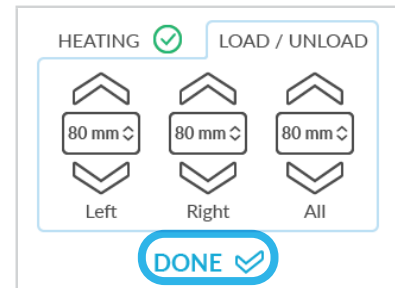 HEATING LOAD / UNLOAD
80 mm 80 mm 80 mm
Left Right All
DONE